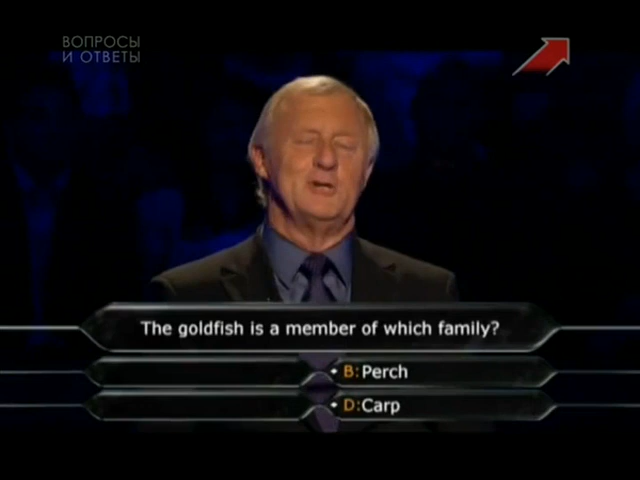 ВОПРОСЫ
И ОТВЕТЫ
The goldfish is a member of which family?
B: Perch
D: Carp